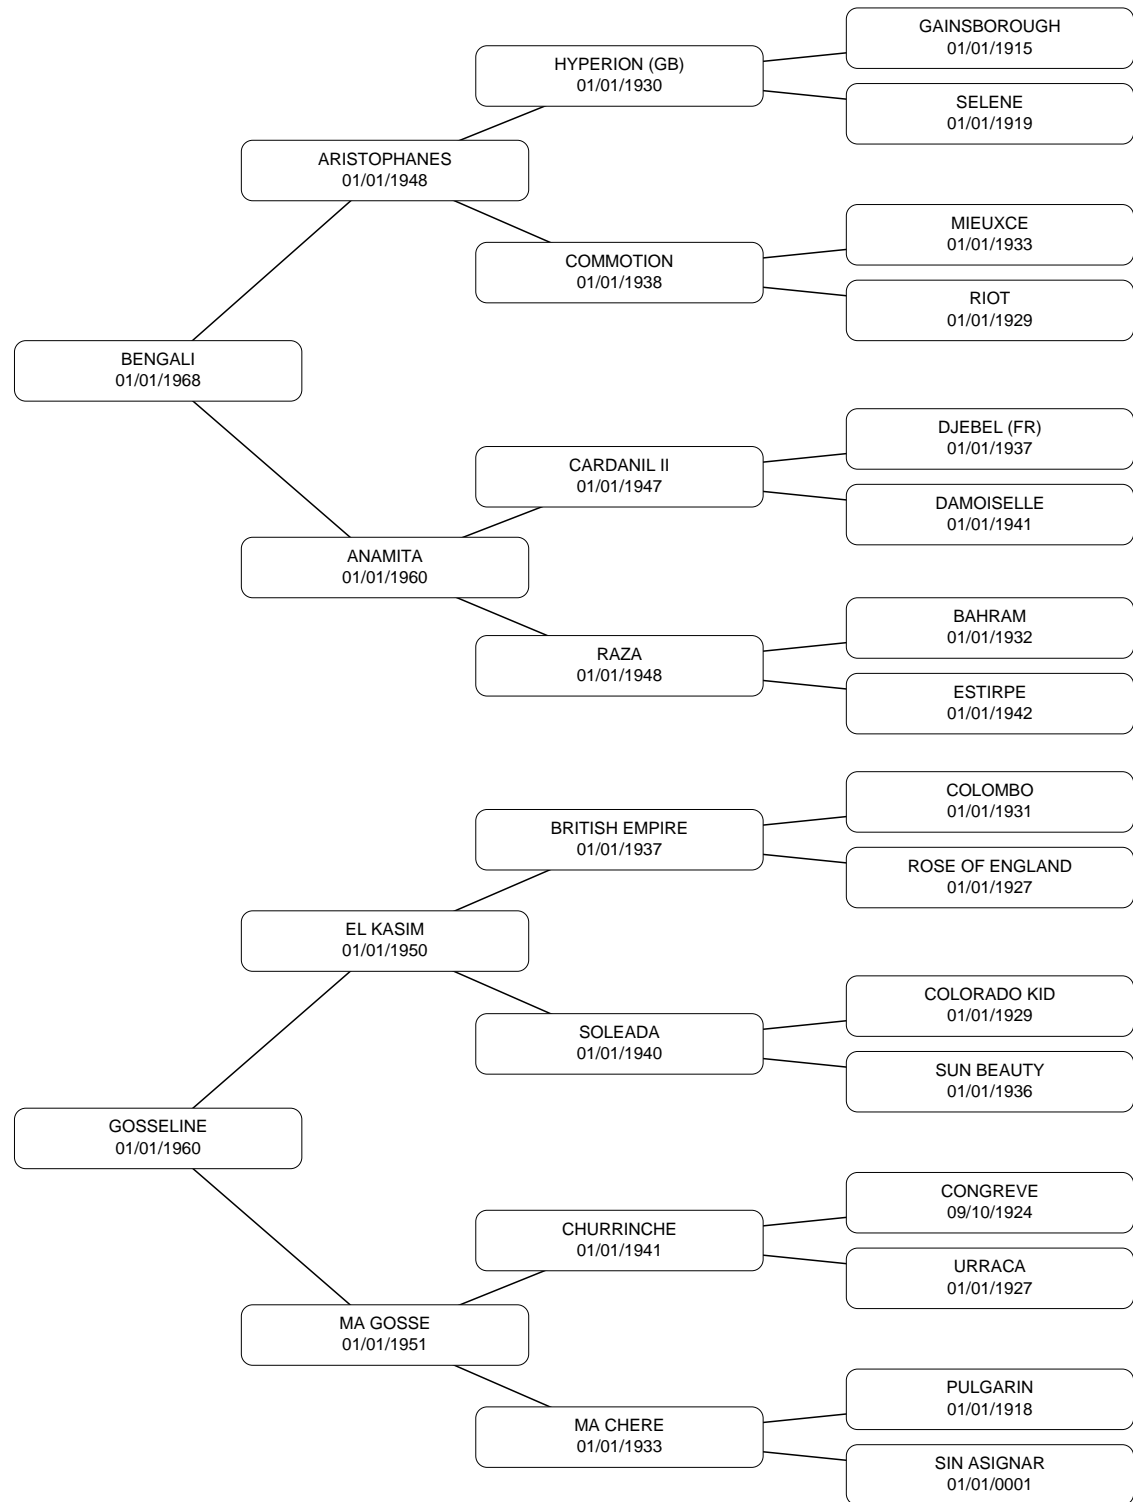 GAINSBOROUGH
01/01/1915
HYPERION (GB)
01/01/1930
SELENE
01/01/1919
ARISTOPHANES
01/01/1948
MIEUXCE
01/01/1933
COMMOTION
01/01/1938
RIOT
01/01/1929
BENGALI
01/01/1968
DJEBEL (FR)
01/01/1937
CARDANIL II
01/01/1947
DAMOISELLE
01/01/1941
ANAMITA
01/01/1960
BAHRAM
01/01/1932
RAZA
01/01/1948
ESTIRPE
01/01/1942
COLOMBO
01/01/1931
BRITISH EMPIRE
01/01/1937
ROSE OF ENGLAND
01/01/1927
EL KASIM
01/01/1950
COLORADO KID
01/01/1929
SOLEADA
01/01/1940
SUN BEAUTY
01/01/1936
GOSSELINE
01/01/1960
CONGREVE
09/10/1924
CHURRINCHE
01/01/1941
URRACA
01/01/1927
MA GOSSE
01/01/1951
PULGARIN
01/01/1918
MA CHERE
01/01/1933
SIN ASIGNAR
01/01/0001